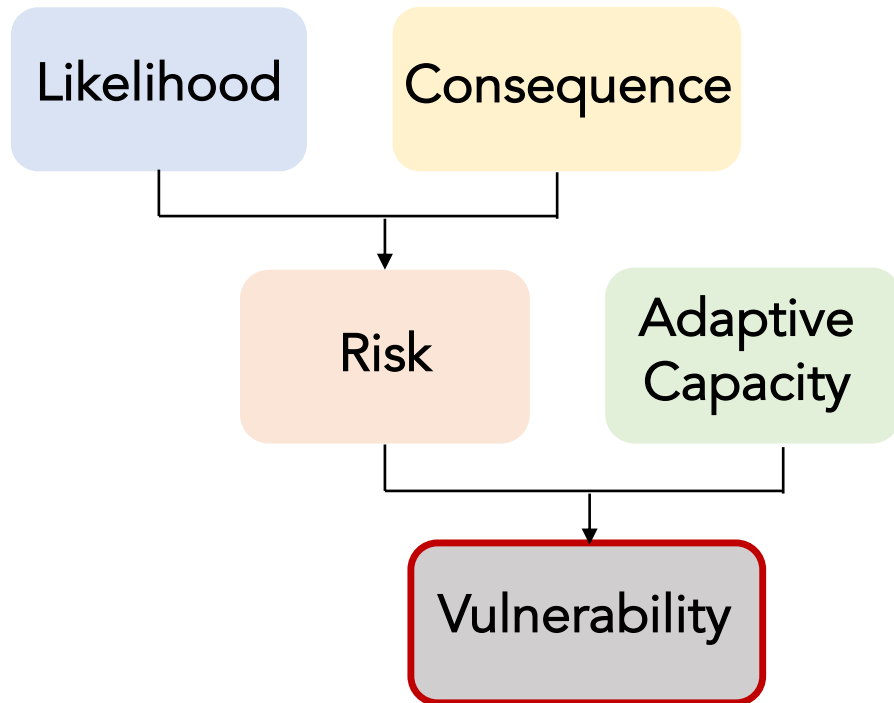 Likelihood
Consequence
Risk
Adaptive
Capacity
Vulnerability